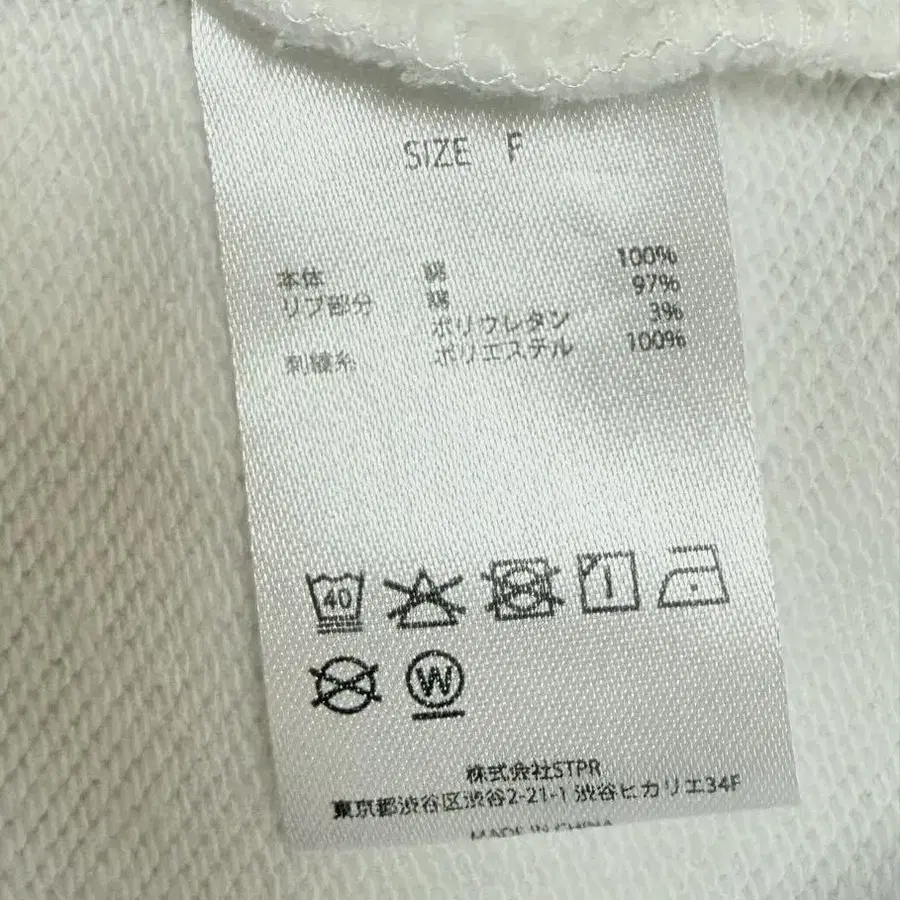 SIZE F
本体 綿 100%
リブ部分 綿 97%
ポリウレタン 3%
刺繍糸 ポリエステル 100%
40
W
株式会社STPR
東京都渋谷区渋谷2-21-1 渋谷ヒカリエ34F
MADE IN CHINA